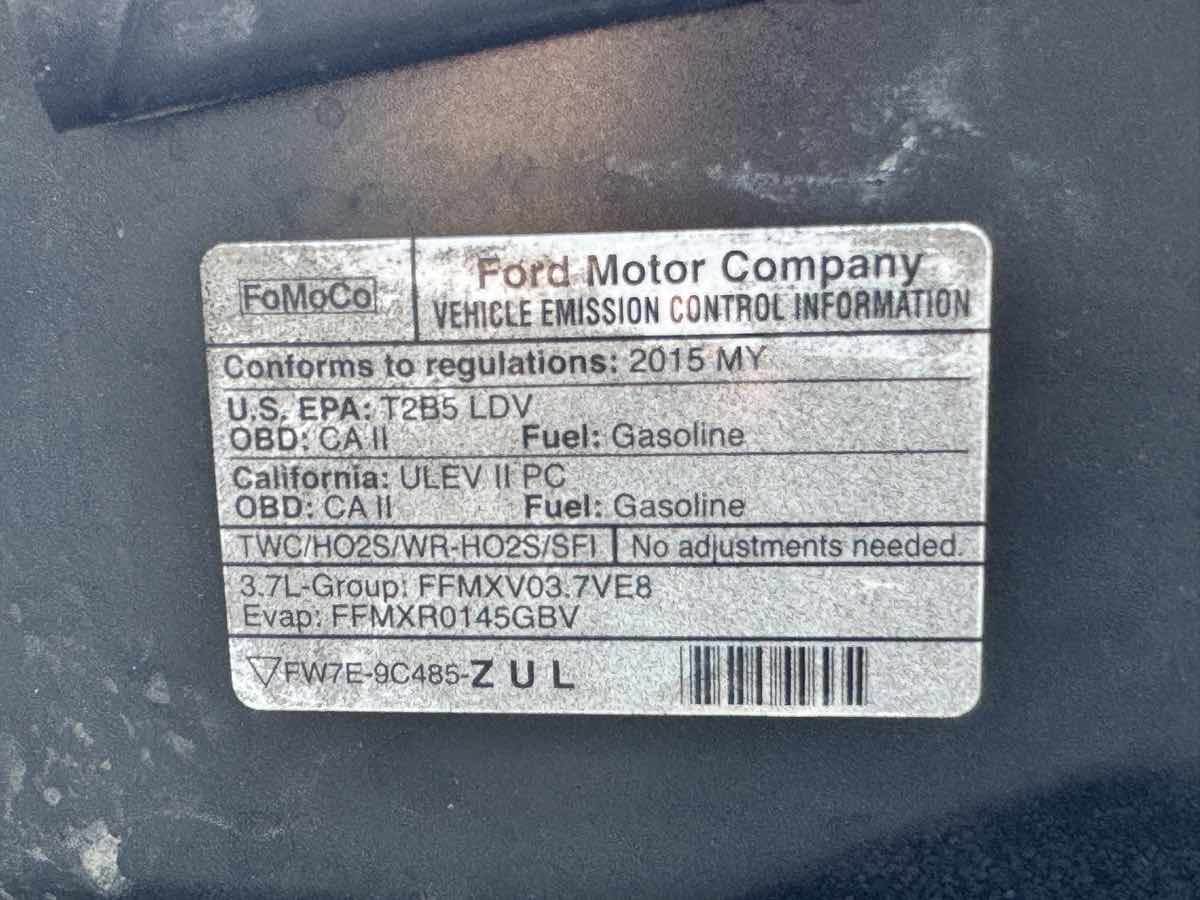 FoMoCo
Ford Motor Company
VEHICLE EMISSION CONTROL INFORMATION
Conforms to regulations: 2015 MY
U.S. EPA: T2B5 LDV
OBD: CA II Fuel: Gasoline
California: ULEV II PC
OBD: CA II Fuel: Gasoline
TWC/HO2S/WR-HO2S/SFI No adjustments needed.
3.7L-Group: FFMXV03.7VE8
Evap: FFMXR0145GBV
▽FW7E-9C485-ZUL